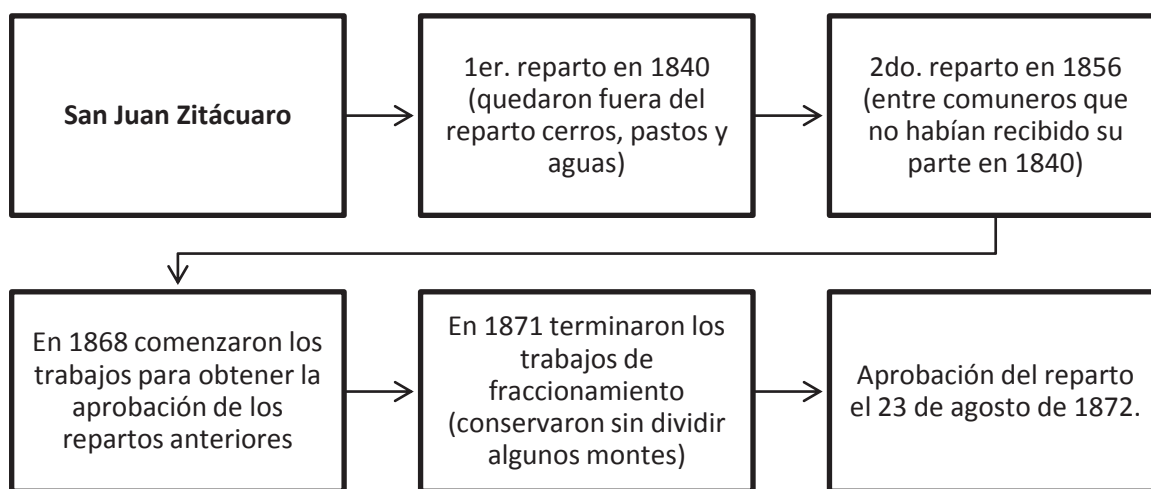 San Juan Zitácuaro
1er. reparto en 1840
(quedaron fuera del
reparto cerros, pastos y
aguas)
2do. reparto en 1856
(entre comuneros que
no habían recibido su
parte en 1840)
En 1868 comenzaron los
trabajos para obtener la
aprobación de los
repartos anteriores
En 1871 terminaron los
trabajos de
fraccionamiento
(conservaron sin dividir
algunos montes)
Aprobación del reparto
el 23 de agosto de 1872.